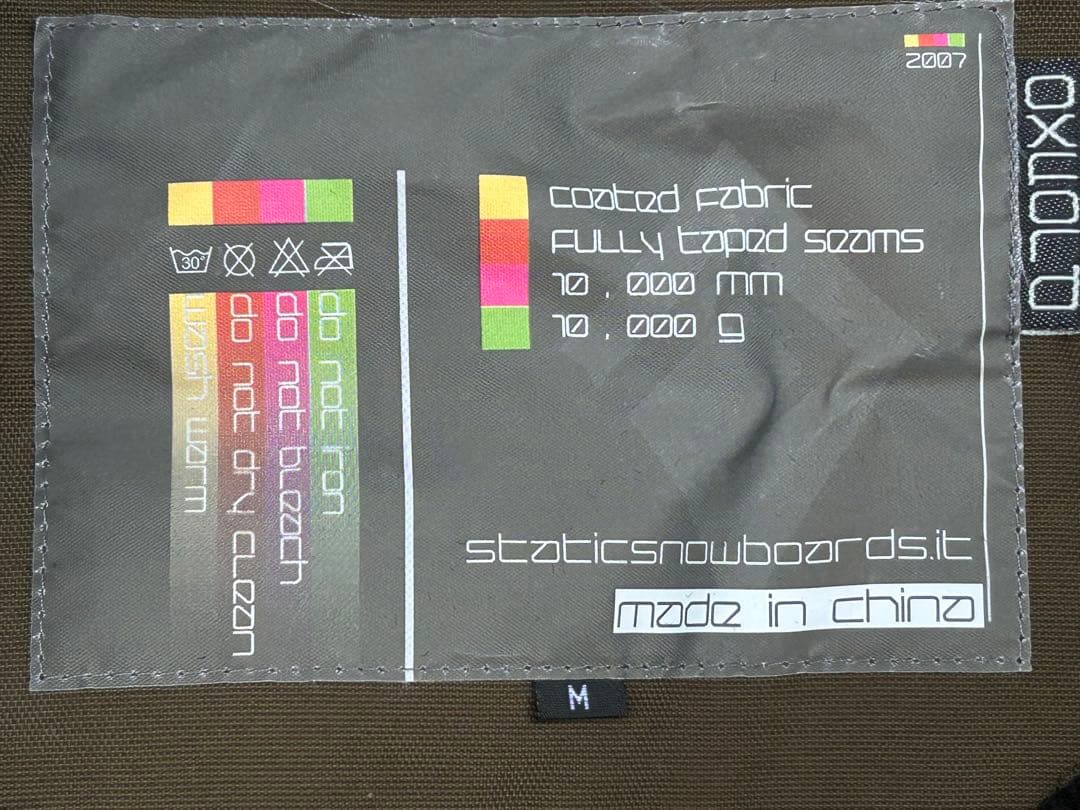 2007
30°
wash warm
do not dry clean
do not bleach
do not iron
coated fabric
fully taped seams
10,000 mm
10,000 g
staticsnowboards.it
made in china
M